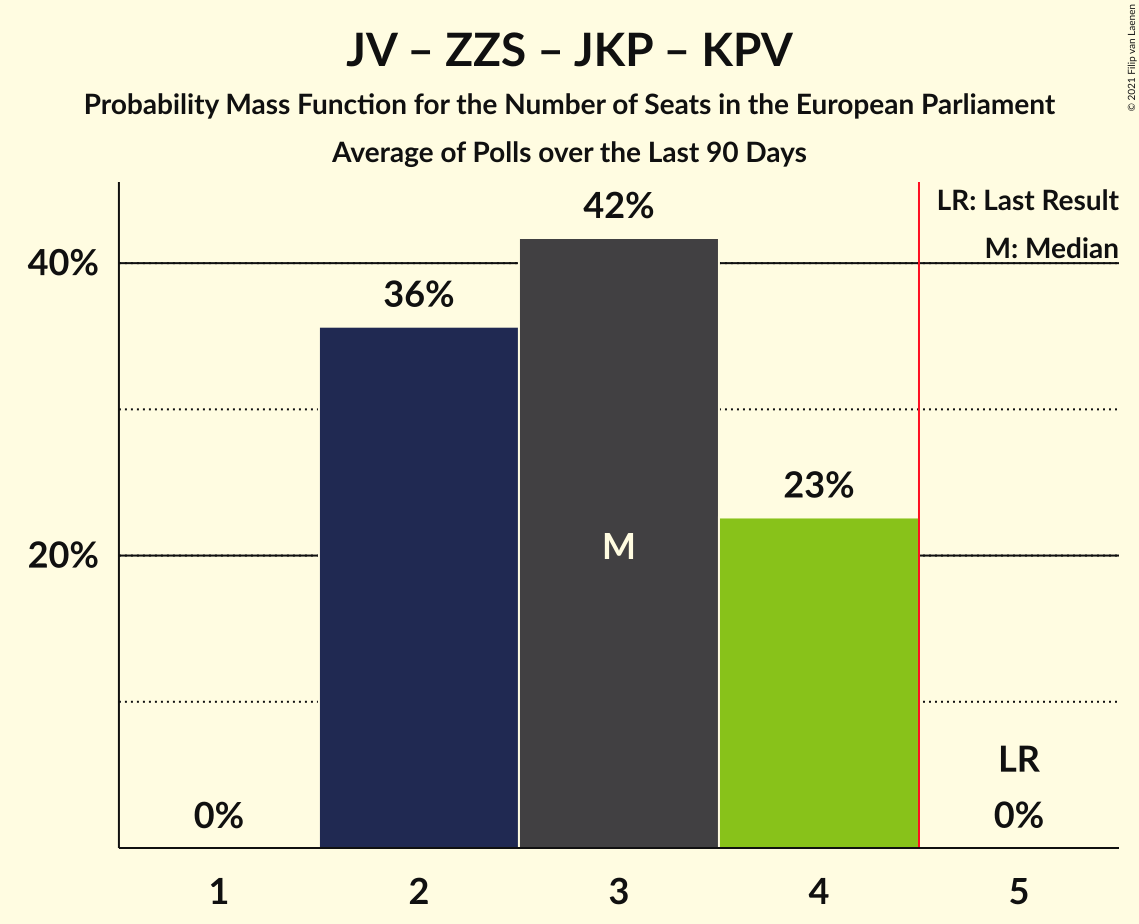 JV – ZZS – JKP – KPV
Probability Mass Function for the Number of Seats in the European Parliament
Average of Polls over the Last 90 Days
© 2021 Filip van Laenen
LR: Last Result
M: Median
42%
40%
36%
23%
20%
M
LR
0%
0%
1 2 3 4 5